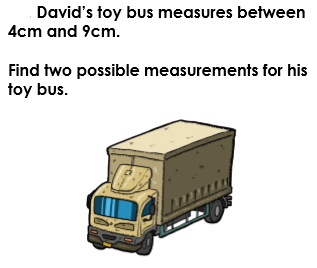 David's toy bus measures between
4cm and 9cm.
Find two possible measurements for his
toy bus.